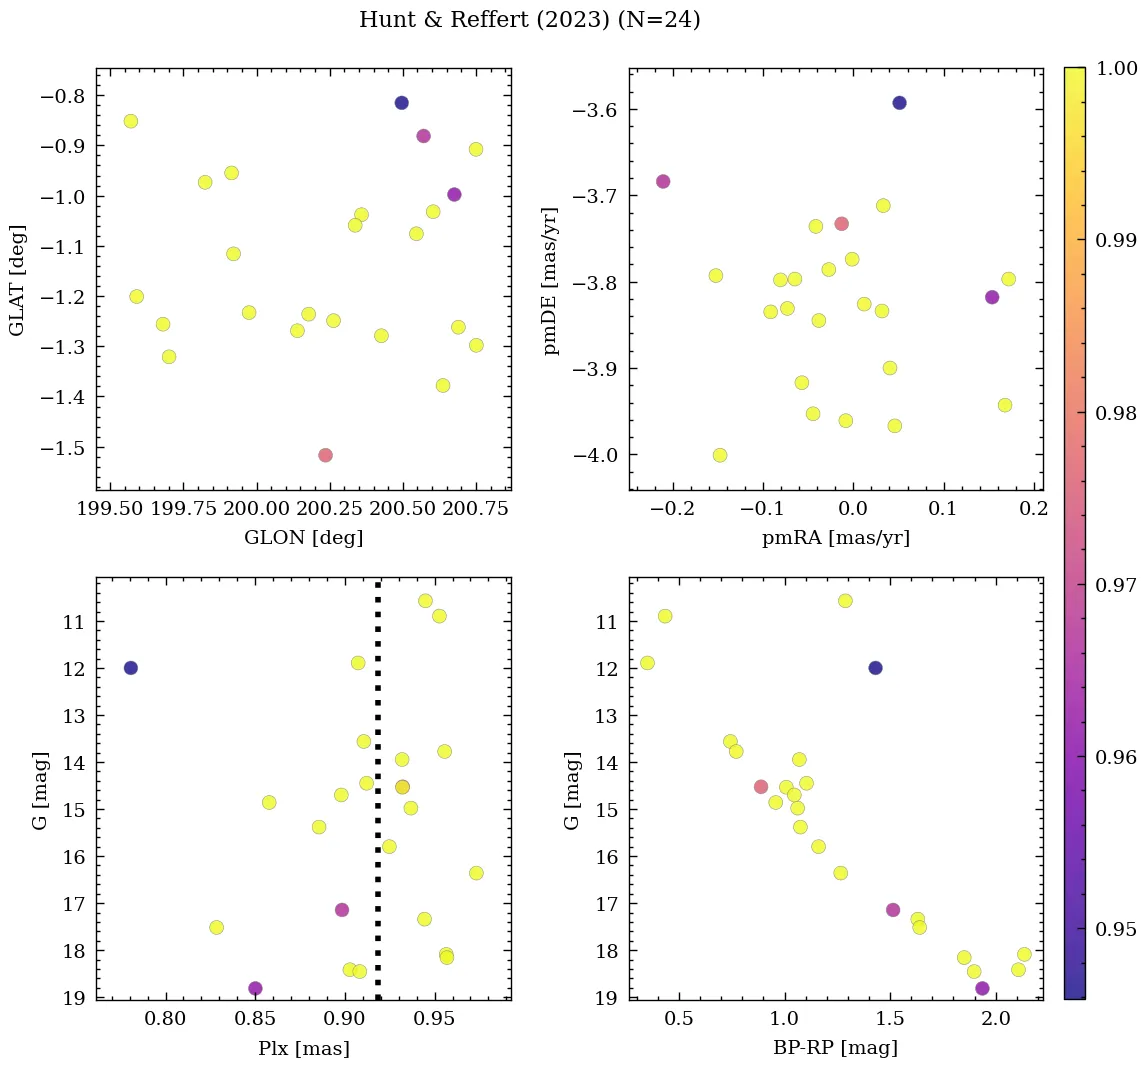 Hunt & Reffert (2023) (N=24)
−0.8
−0.9
−1.0
−1.1
−1.2
−1.3
−1.4
−1.5
GLAT [deg]
199.50 199.75 200.00 200.25 200.50 200.75
GLON [deg]
−3.6
−3.7
−3.8
−3.9
−4.0
pmDE [mas/yr]
−0.2 −0.1 0.0 0.1 0.2
pmRA [mas/yr]
11
12
13
14
15
16
17
18
19
G [mag]
0.80 0.85 0.90 0.95
Plx [mas]
11
12
13
14
15
16
17
18
19
G [mag]
0.5 1.0 1.5 2.0
BP-RP [mag]
1.00
0.99
0.98
0.97
0.96
0.95